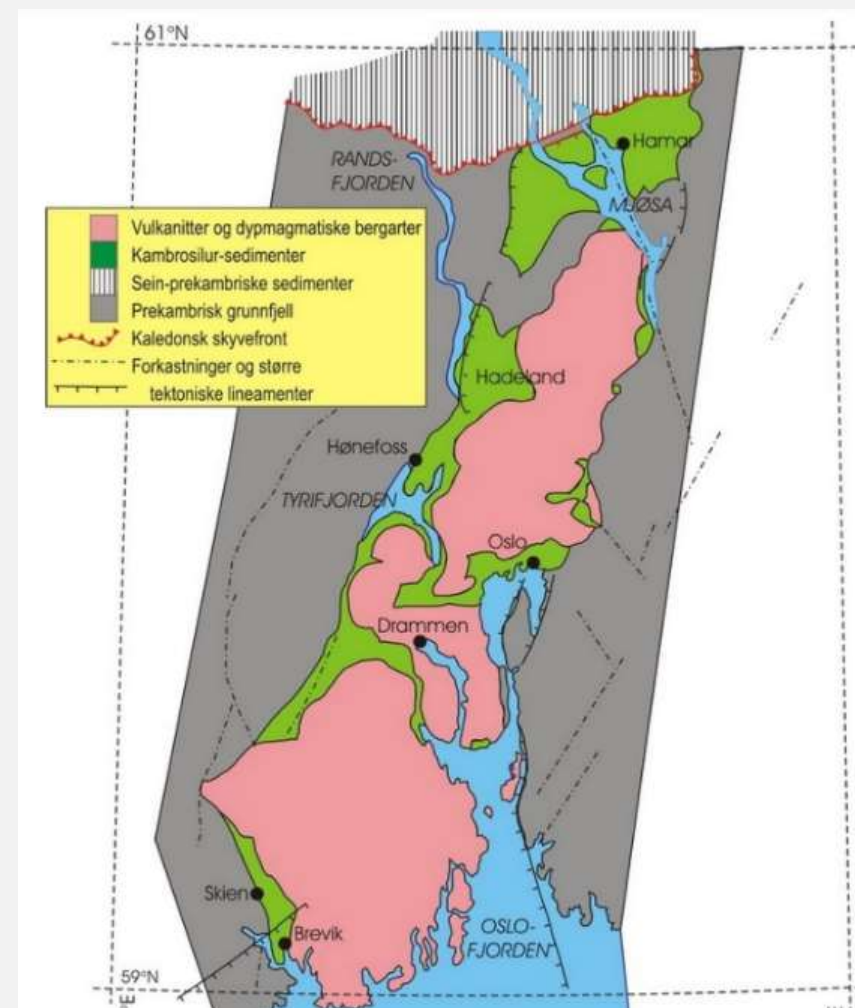 61°N
RANDS-
FJORDEN
Hamar
MJØSA
Vulkanitter og dypmagmatiske bergarter
Kambrosilur-sedimenter
Sein-prekambriske sedimenter
Prekambrisk grunnfjell
Kaledonsk skyvefront
Forkastninger og større
tektoniske lineamenter
Hadeland
Hønefoss
TYRIFJORDEN
Oslo
Drammen
Skien
Brevik
OSLO-
FJORDEN
59°N